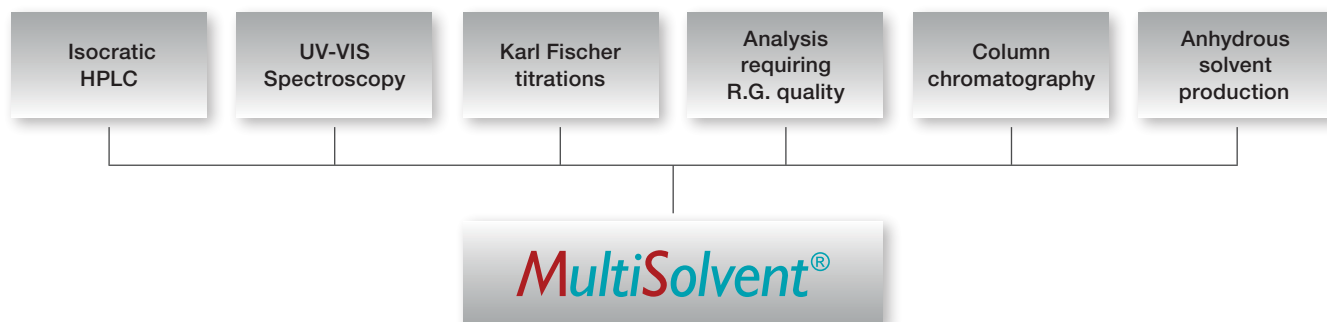 Isocratic
HPLC
UV-VIS
Spectroscopy
Karl Fischer
titrations
Analysis
requiring
R.G. quality
Column
chromatography
Anhydrous
solvent
production
MultiSolvent®